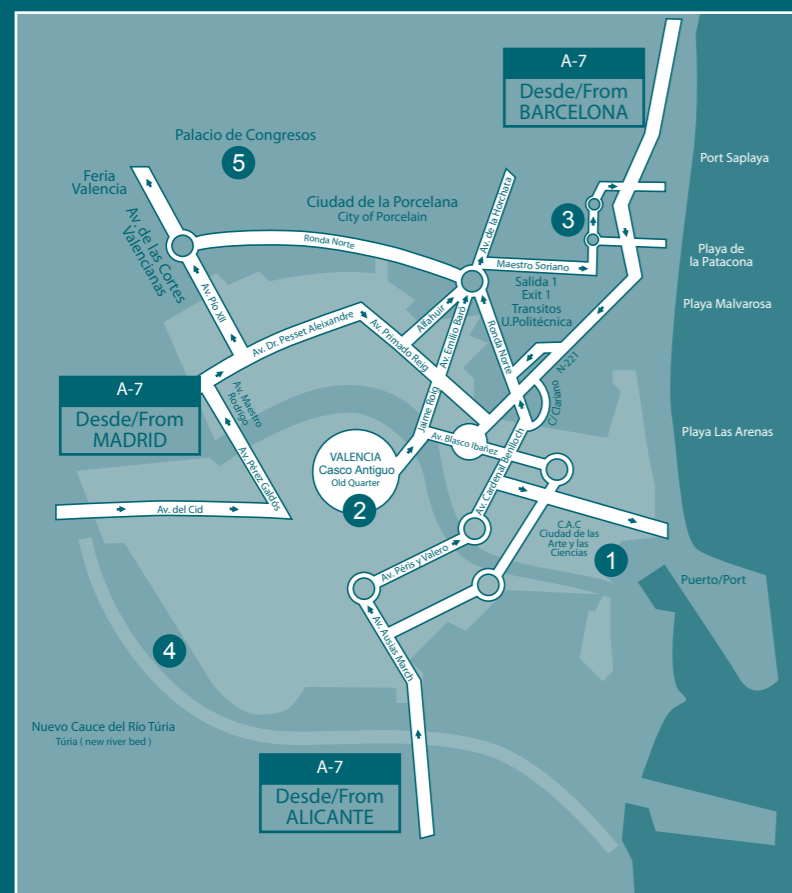 A-7
Desde/From
BARCELONA
Palacio de Congresos
5
Port Saplaya
Feria
Valencia
Ciudad de la Porcelana
City of Porcelain
Av. de la Horchata
3
Av. de las Cortes
Valencianas
Ronda Norte
Maestro Soriano
Playa de
la Patacona
Salida 1
Exit 1
Transitos
U.Politécnica
Playa Malvarosa
Av. Pío XII
Alfahuir
Av. Emilio Baró
Ronda Norte
Av. Dr. Pesset Aleixandre
Av. Primado Reig
N-221
A-7
Desde/From
MADRID
Av. Maestro
Rodrigo
Jaime Roig
C/ Clariano
Playa Las Arenas
Av. Blasco Ibañez
VALENCIA
Casco Antiguo
Old Quarter
2
Av. Pérez Galdós
Av. Cardenal Benlloch
Av. del Cid
C.A.C
Ciudad de las
Arte y las
Ciencias
1
Av. Péris y Valero
Puerto/Port
Av. Ausias March
4
Nuevo Cauce del Río Túria
Túria ( new river bed )
A-7
Desde/From
ALICANTE